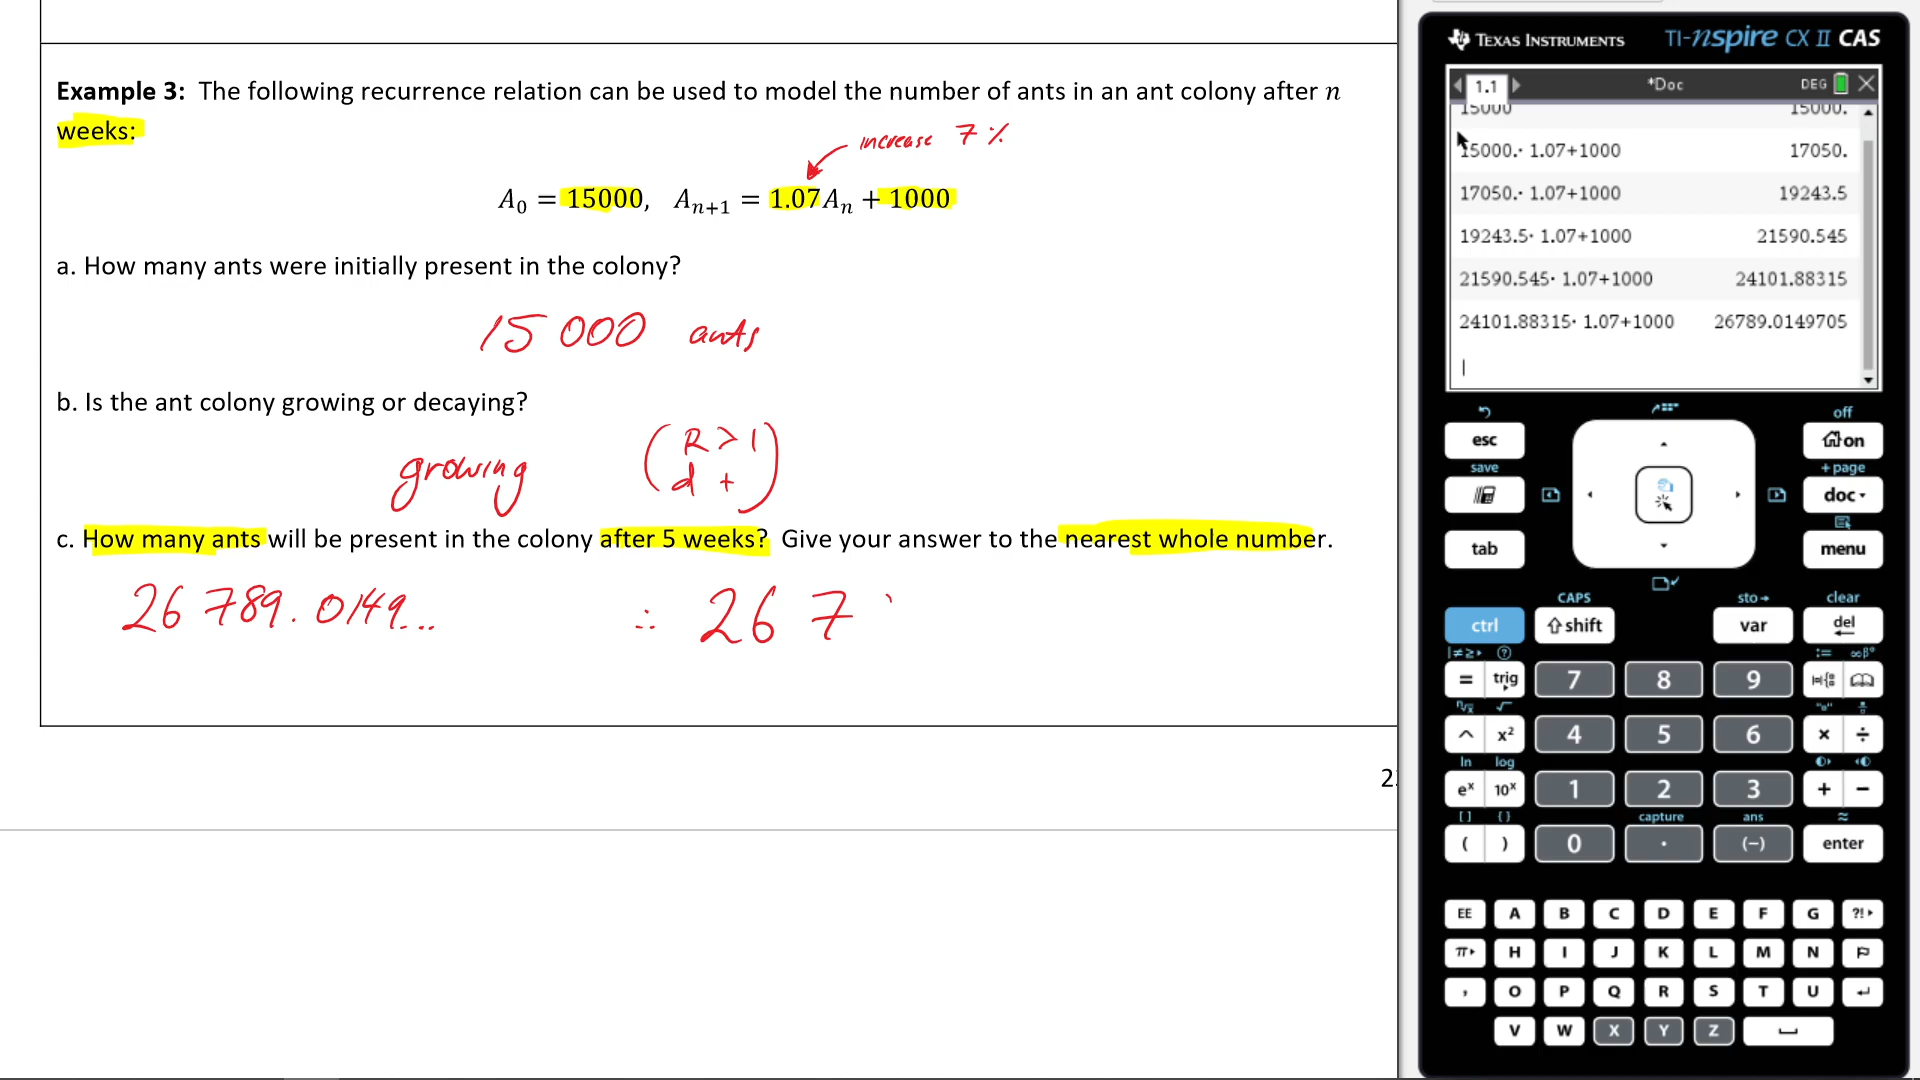 Example 3: The following recurrence relation can be used to model the number of ants in an ant colony after n
weeks:
increase 7 %
A₀ = 15000, Aₙ₊₁ = 1.07Aₙ + 1000
a. How many ants were initially present in the colony?
15 000 ants
b. Is the ant colony growing or decaying?
growing (R > 1
d +)
c. How many ants will be present in the colony after 5 weeks? Give your answer to the nearest whole number.
26 789.0149... ∴ 26 7
TEXAS INSTRUMENTS TI-nspire CX II CAS
1.1 *Doc DEG
15000 15000.
15000.· 1.07+1000 17050.
17050.· 1.07+1000 19243.5
19243.5· 1.07+1000 21590.545
21590.545· 1.07+1000 24101.88315
24101.88315· 1.07+1000 26789.0149705
off
esc on
save +page
doc
tab menu
CAPS sto→ clear
ctrl shift var del
|≠≥▸ ? := ∞β°
= trig 7 8 9
ⁿ√x √ "□"
^ x² 4 5 6 × ÷
ln log
eˣ 10ˣ 1 2 3 + −
[ ] { } capture ans ≈
( ) 0 . (−) enter
EE A B C D E F G ?!▸
π▸ H I J K L M N
, O P Q R S T U ↵
V W X Y Z